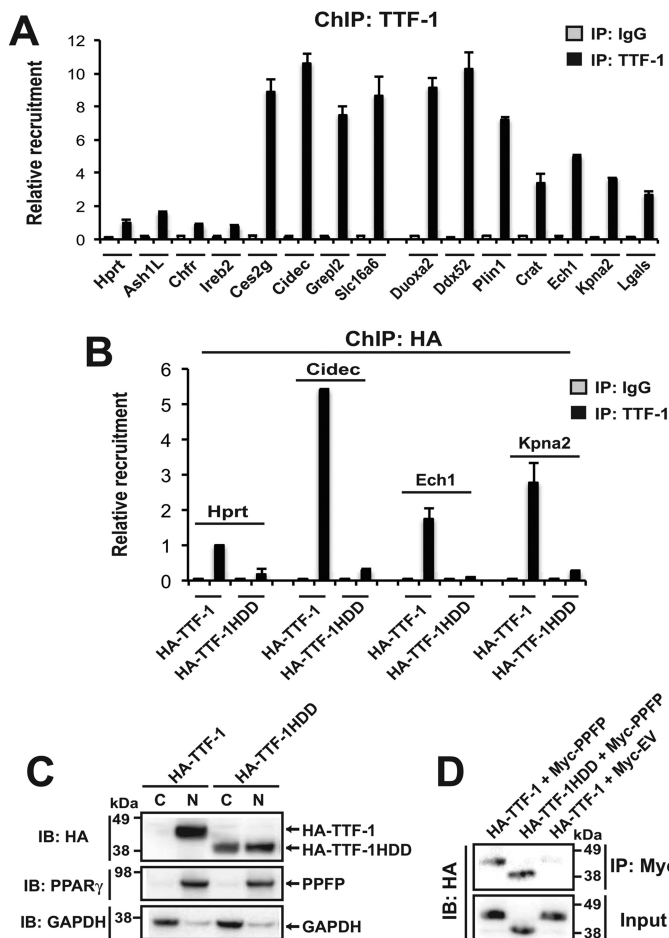 A
ChIP: TTF-1
IP: IgG
IP: TTF-1
Relative recruitment
12
10
8
6
4
2
0
Hprt
Ash1L
Chfr
Ireb2
Ces2g
Cidec
Grepl2
Slc16a6
Duoxa2
Ddx52
Plin1
Crat
Ech1
Kpna2
Lgals
B
ChIP: HA
IP: IgG
IP: TTF-1
Relative recruitment
6
5
4
3
2
1
0
Hprt
Cidec
Ech1
Kpna2
HA-TTF-1
HA-TTF-1HDD
HA-TTF-1
HA-TTF-1HDD
HA-TTF-1
HA-TTF-1HDD
HA-TTF-1
HA-TTF-1HDD
C
HA-TTF-1
HA-TTF-1HDD
kDa C N C N
IB: HA
49
38
HA-TTF-1
HA-TTF-1HDD
IB: PPARγ
98
PPFP
IB: GAPDH
38
GAPDH
D
HA-TTF-1 + Myc-PPFP
HA-TTF-1HDD + Myc-PPFP
HA-TTF-1 + Myc-EV
kDa
IB: HA
49
38
IP: Myc
49
38
Input